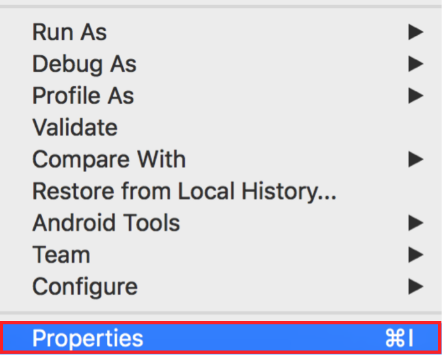 Run As
Debug As
Profile As
Validate
Compare With
Restore from Local History...
Android Tools
Team
Configure
Properties ⌘I